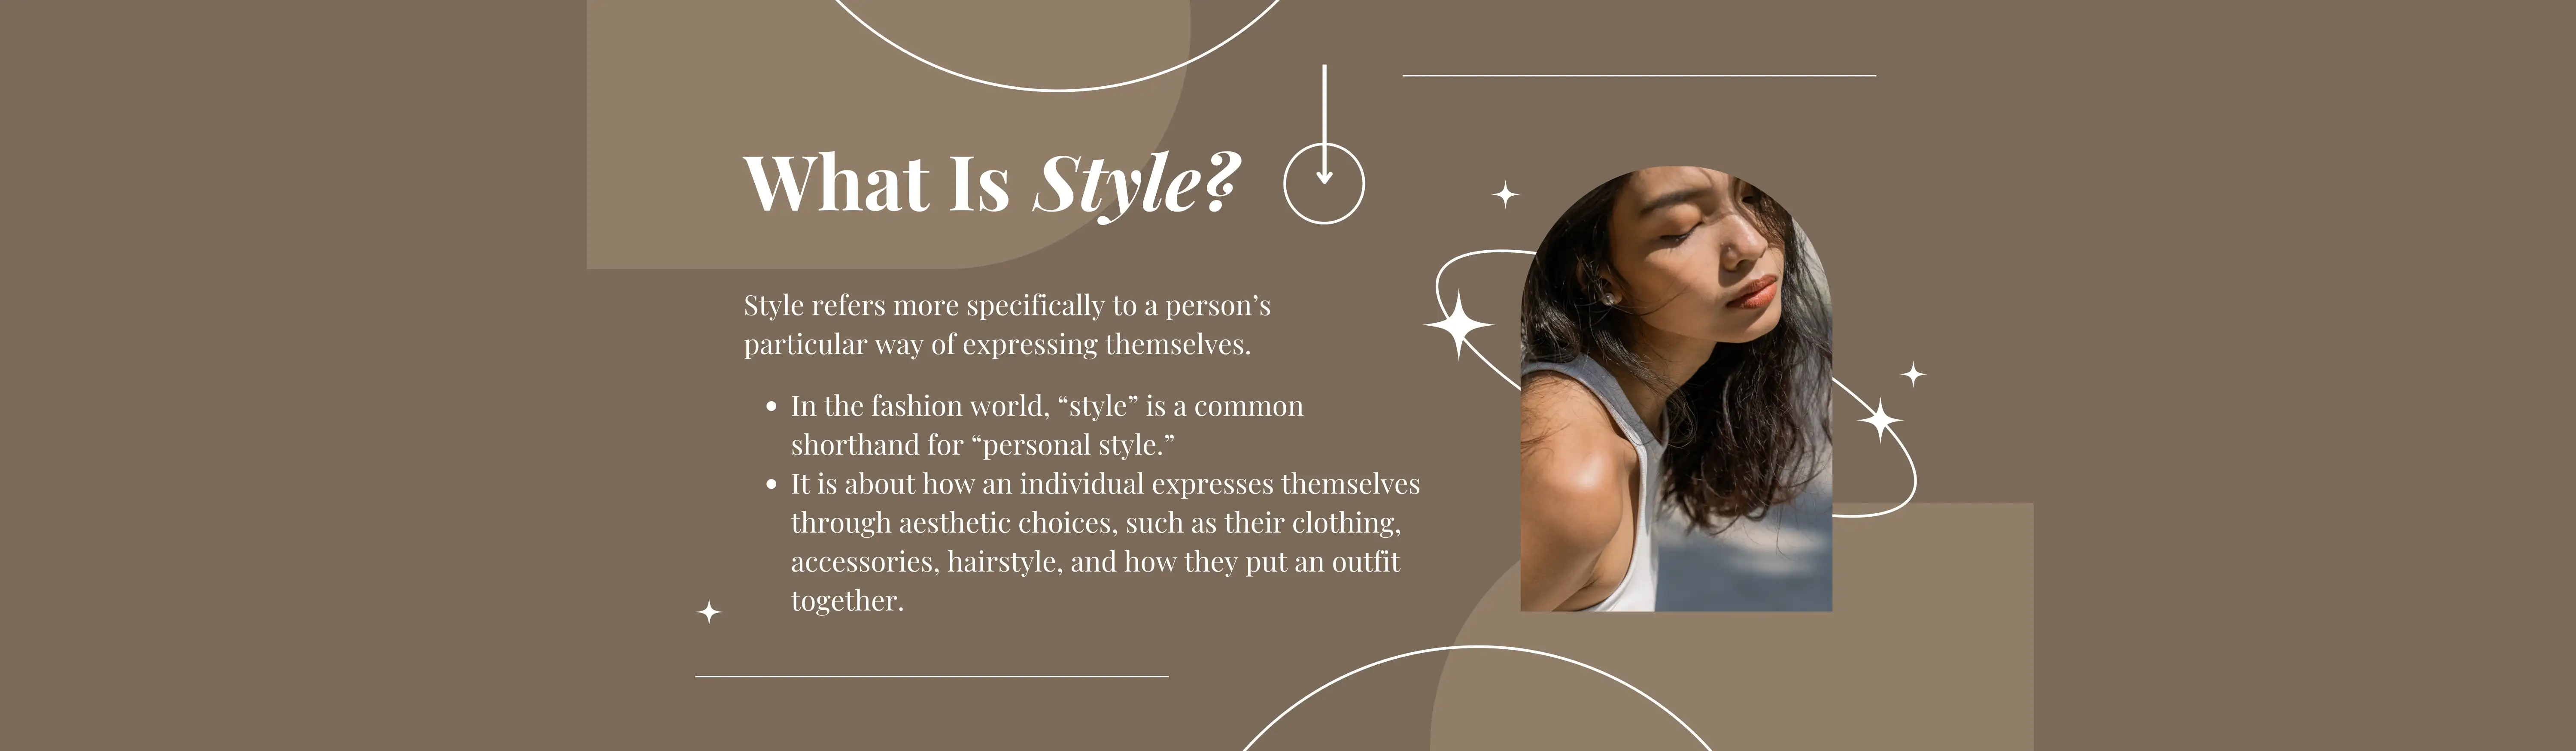 What Is Style?
Style refers more specifically to a person’s
particular way of expressing themselves.
• In the fashion world, “style” is a common
shorthand for “personal style.”
• It is about how an individual expresses themselves
through aesthetic choices, such as their clothing,
accessories, hairstyle, and how they put an outfit
together.